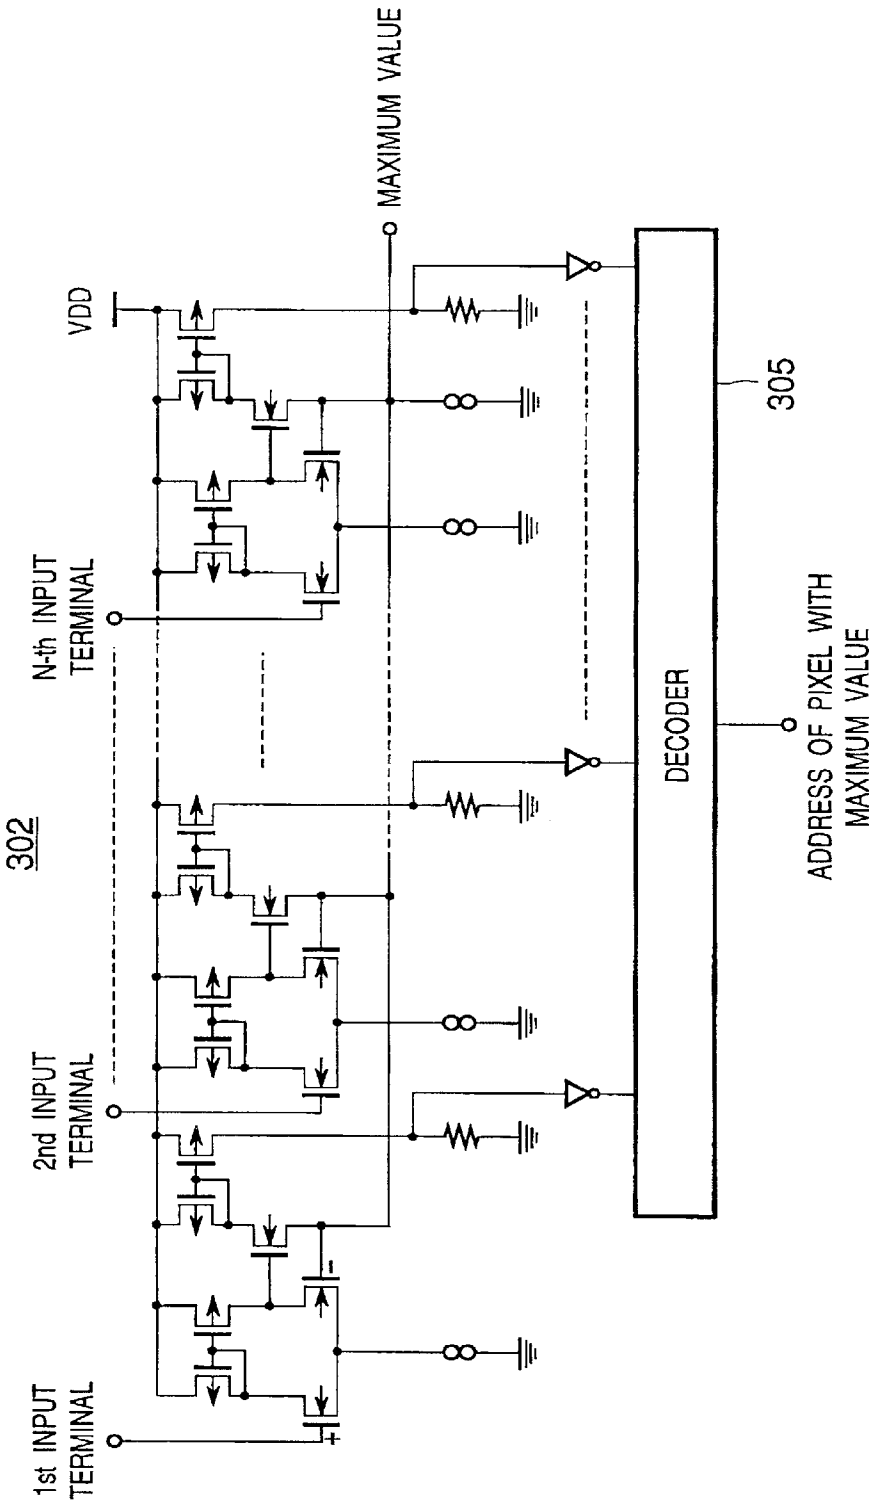 302
1st INPUT
TERMINAL
2nd INPUT
TERMINAL
N-th INPUT
TERMINAL
VDD
MAXIMUM VALUE
+
−
DECODER
305
ADDRESS OF PIXEL WITH
MAXIMUM VALUE